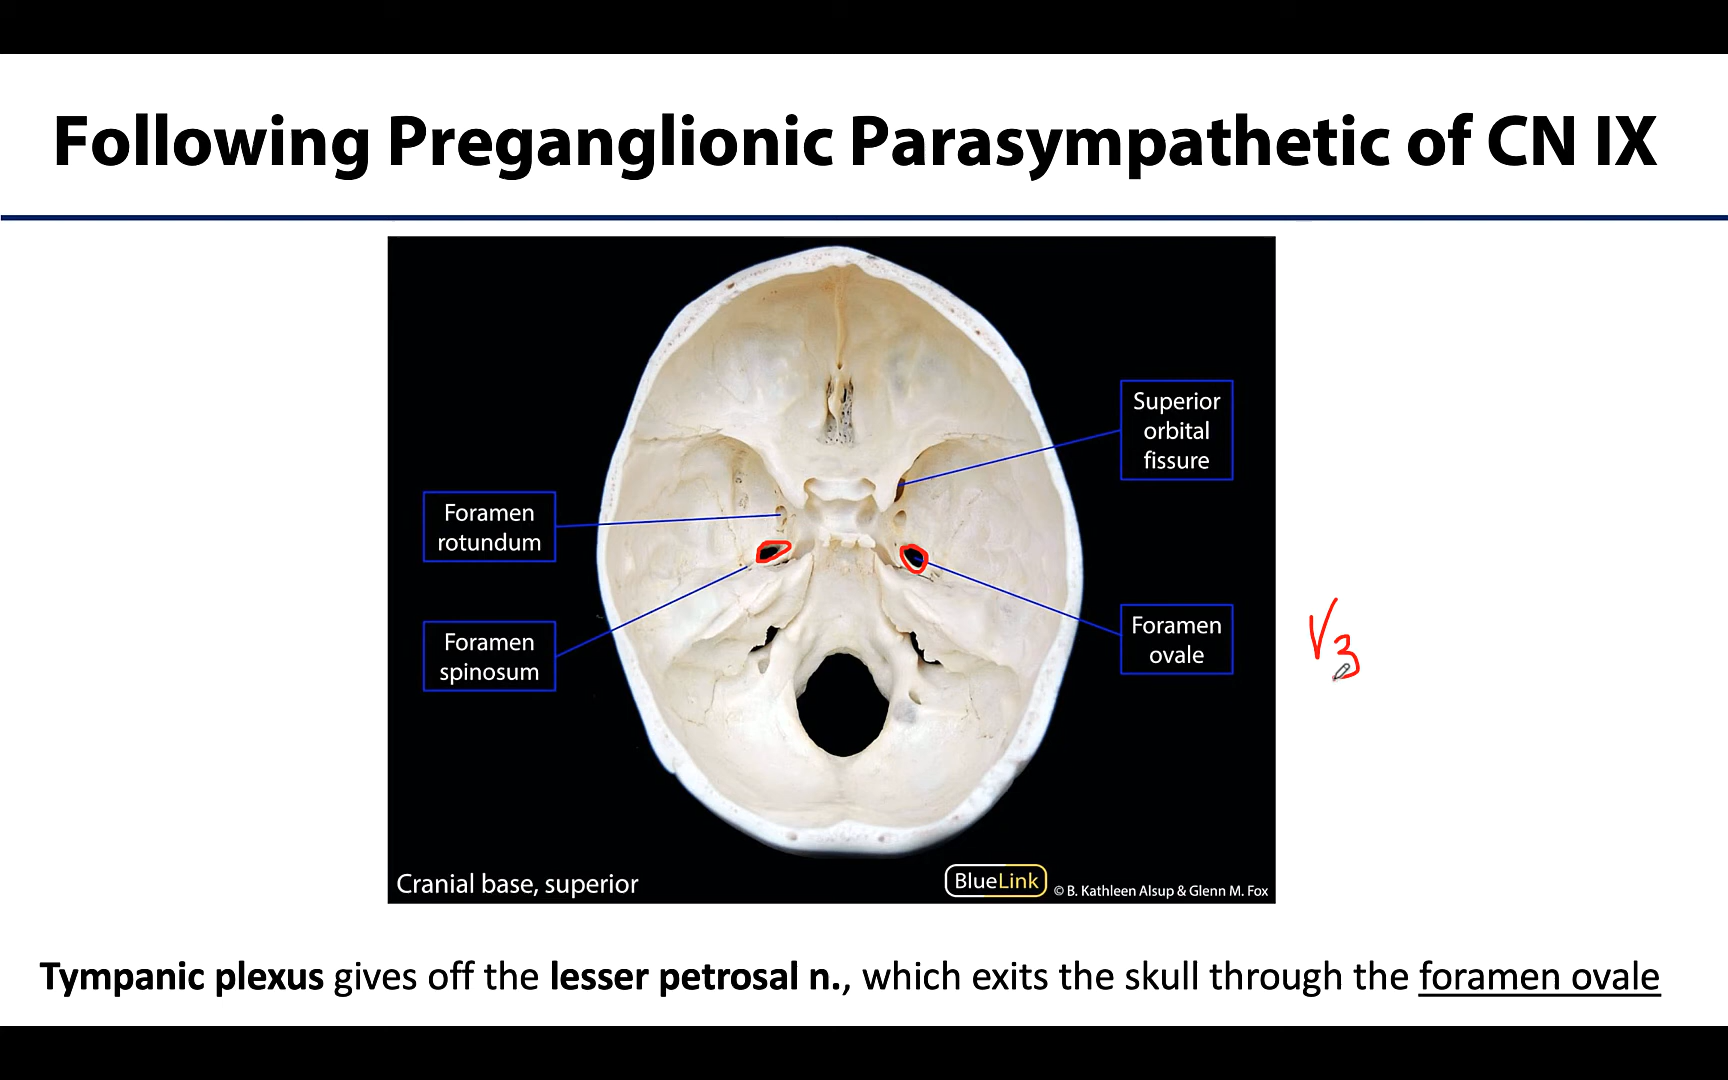 Following Preganglionic Parasympathetic of CN IX
Superior
orbital
fissure
Foramen
rotundum
Foramen
spinosum
Foramen
ovale
V3
Cranial base, superior
BlueLink
© B. Kathleen Alsup & Glenn M. Fox
Tympanic plexus gives off the lesser petrosal n., which exits the skull through the foramen ovale